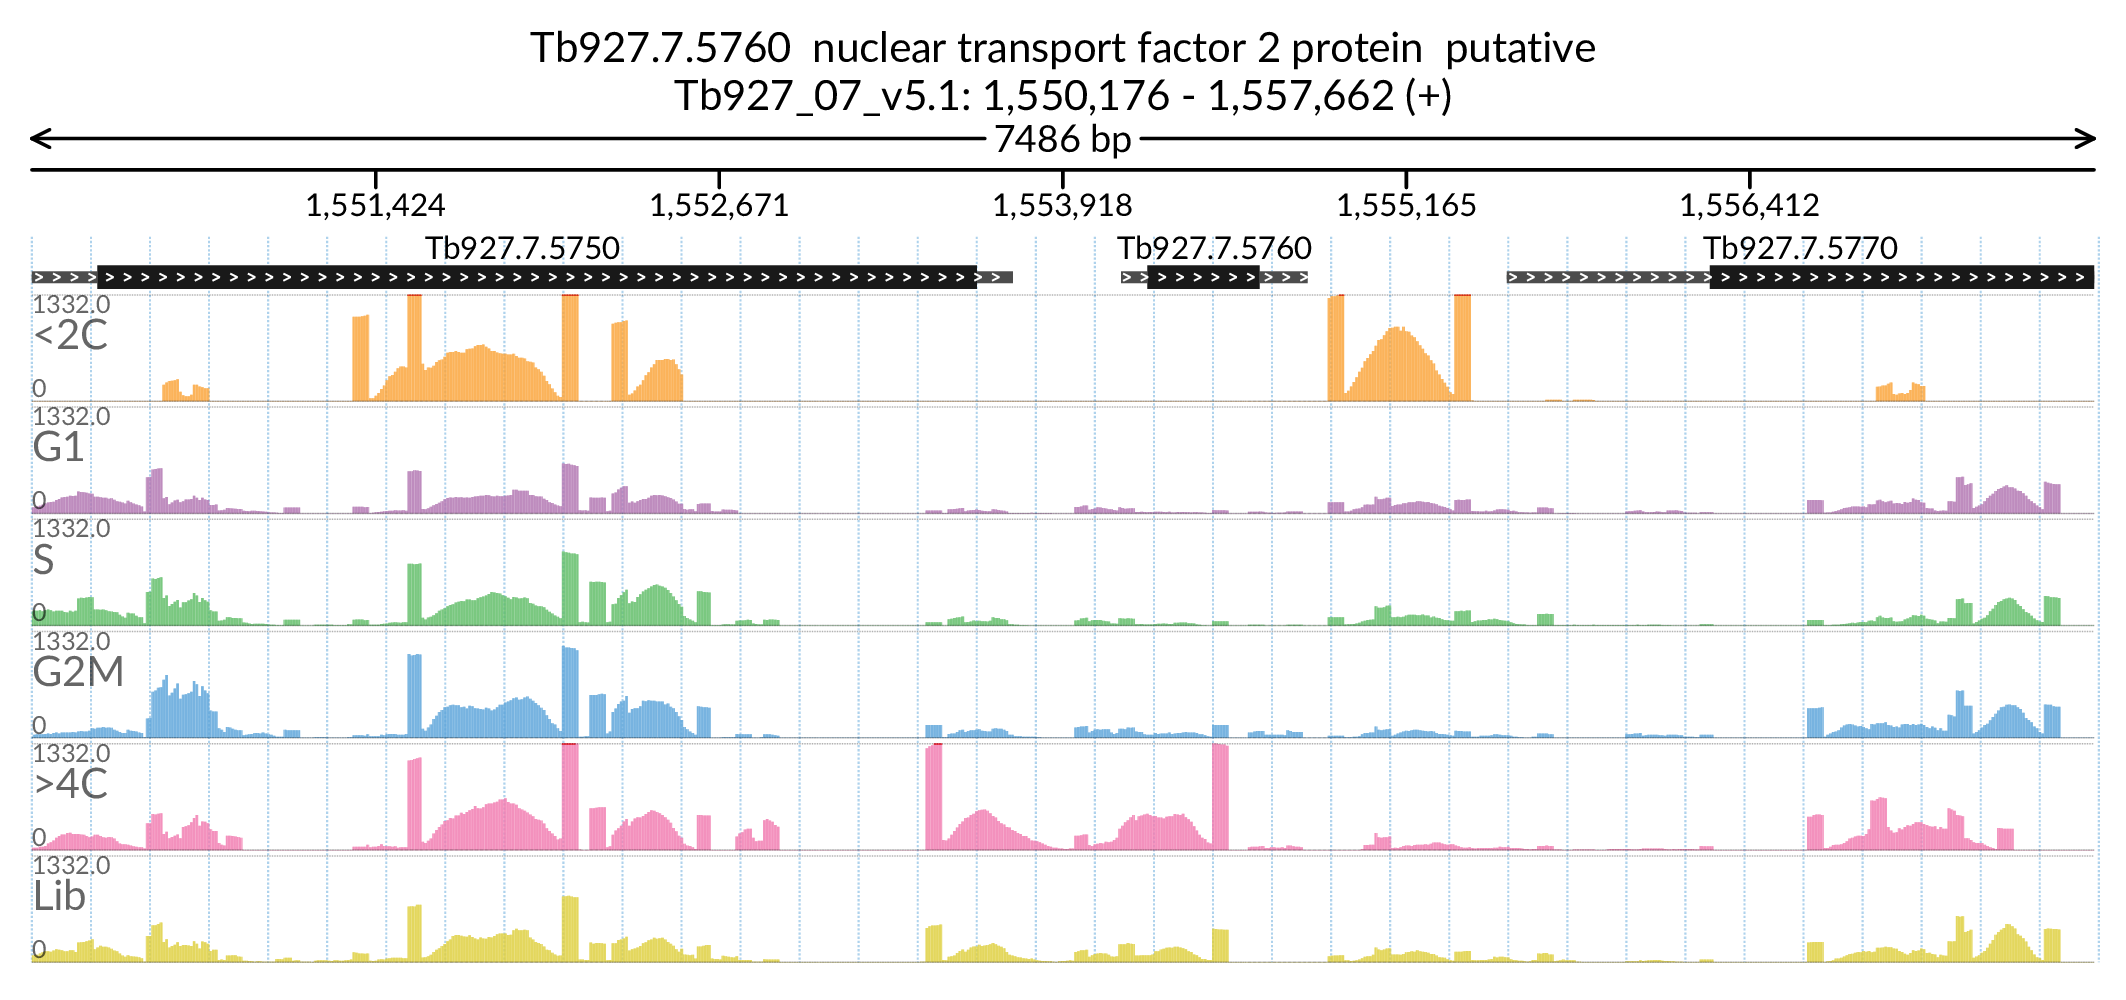 Tb927.7.5760 nuclear transport factor 2 protein putative
Tb927_07_v5.1: 1,550,176 - 1,557,662 (+)
7486 bp
1,551,424 1,552,671 1,553,918 1,555,165 1,556,412
Tb927.7.5750 Tb927.7.5760 Tb927.7.5770
1332.0
<2C
0
1332.0
G1
0
1332.0
S
0
1332.0
G2M
0
1332.0
>4C
0
1332.0
Lib
0